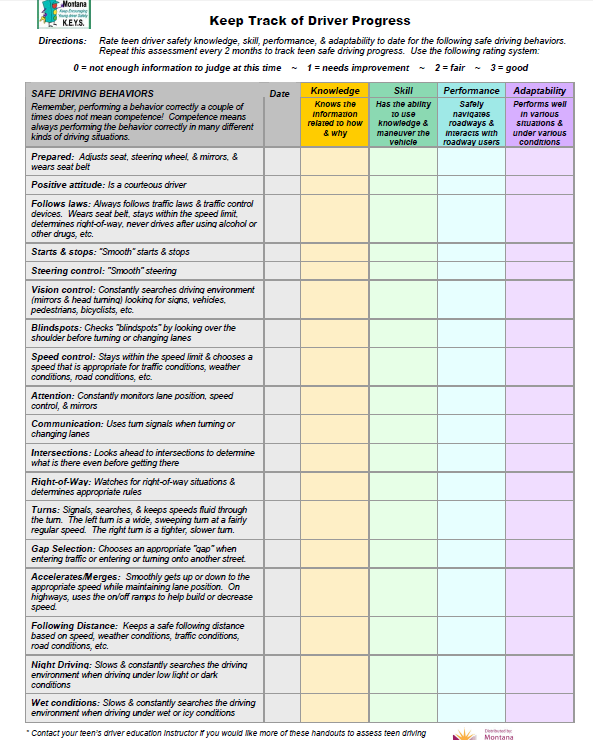 Montana
Keep Encouraging
Young driver Safety
K.E.Y.S.
Keep Track of Driver Progress
Directions: Rate teen driver safety knowledge, skill, performance, & adaptability to date for the following safe driving behaviors.
Repeat this assessment every 2 months to track teen safe driving progress. Use the following rating system:
0 = not enough information to judge at this time ~ 1 = needs improvement ~ 2 = fair ~ 3 = good
SAFE DRIVING BEHAVIORS
Remember, performing a behavior correctly a couple of
times does not mean competence! Competence means
always performing the behavior correctly in many different
kinds of driving situations.
Date
Knowledge
Knows the
information
related to how
& why
Skill
Has the ability
to use
knowledge &
maneuver the
vehicle
Performance
Safely
navigates
roadways &
interacts with
roadway users
Adaptability
Performs well
in various
situations &
under various
conditions
Prepared: Adjusts seat, steering wheel, & mirrors, &
wears seat belt
Positive attitude: Is a courteous driver
Follows laws: Always follows traffic laws & traffic control
devices. Wears seat belt, stays within the speed limit,
determines right-of-way, never drives after using alcohol or
other drugs, etc.
Starts & stops: "Smooth" starts & stops
Steering control: "Smooth" steering
Vision control: Constantly searches driving environment
(mirrors & head turning) looking for signs, vehicles,
pedestrians, bicyclists, etc.
Blindspots: Checks "blindspots" by looking over the
shoulder before turning or changing lanes
Speed control: Stays within the speed limit & chooses a
speed that is appropriate for traffic conditions, weather
conditions, road conditions, etc.
Attention: Constantly monitors lane position, speed
control, & mirrors
Communication: Uses turn signals when turning or
changing lanes
Intersections: Looks ahead to intersections to determine
what is there even before getting there
Right-of-Way: Watches for right-of-way situations &
determines appropriate rules
Turns: Signals, searches, & keeps speeds fluid through
the turn. The left turn is a wide, sweeping turn at a fairly
regular speed. The right turn is a tighter, slower turn.
Gap Selection: Chooses an appropriate "gap" when
entering traffic or entering or turning onto another street.
Accelerates/Merges: Smoothly gets up or down to the
appropriate speed while maintaining lane position. On
highways, uses the on/off ramps to help build or decrease
speed.
Following Distance: Keeps a safe following distance
based on speed, weather conditions, traffic conditions,
road conditions, etc.
Night Driving: Slows & constantly searches the driving
environment when driving under low light or dark
conditions
Wet conditions: Slows & constantly searches the driving
environment when driving under wet or icy conditions
* Contact your teen's driver education instructor if you would like more of these handouts to assess teen driving
Distributed by:
Montana